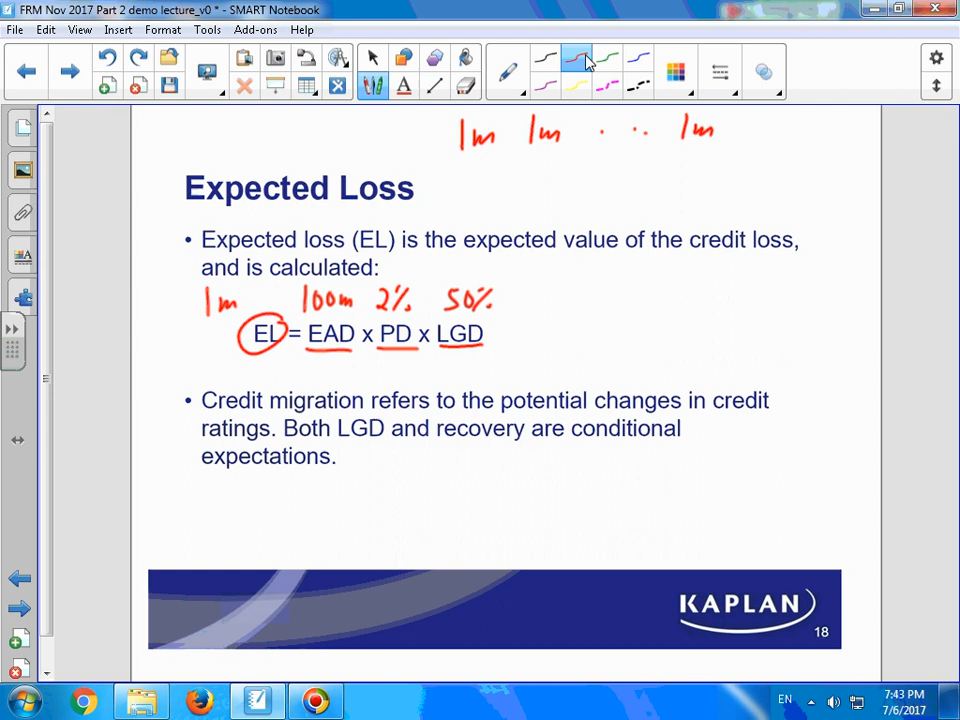 FRM Nov 2017 Part 2 demo lecture_v0 * - SMART Notebook
File Edit View Insert Format Tools Add-ons Help
1m 1m . .. 1m
Expected Loss
• Expected loss (EL) is the expected value of the credit loss,
and is calculated:
1m 100m 2% 50%
EL = EAD x PD x LGD
• Credit migration refers to the potential changes in credit
ratings. Both LGD and recovery are conditional
expectations.
KAPLAN
18
EN
7:43 PM
7/6/2017